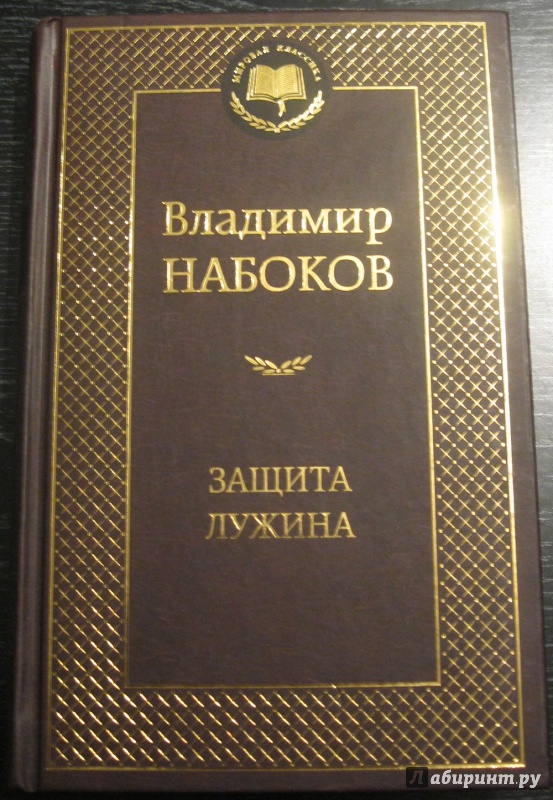 МИРОВАЯ КЛАССИКА
Владимир
НАБОКОВ
ЗАЩИТА
ЛУЖИНА
Лабиринт.ру